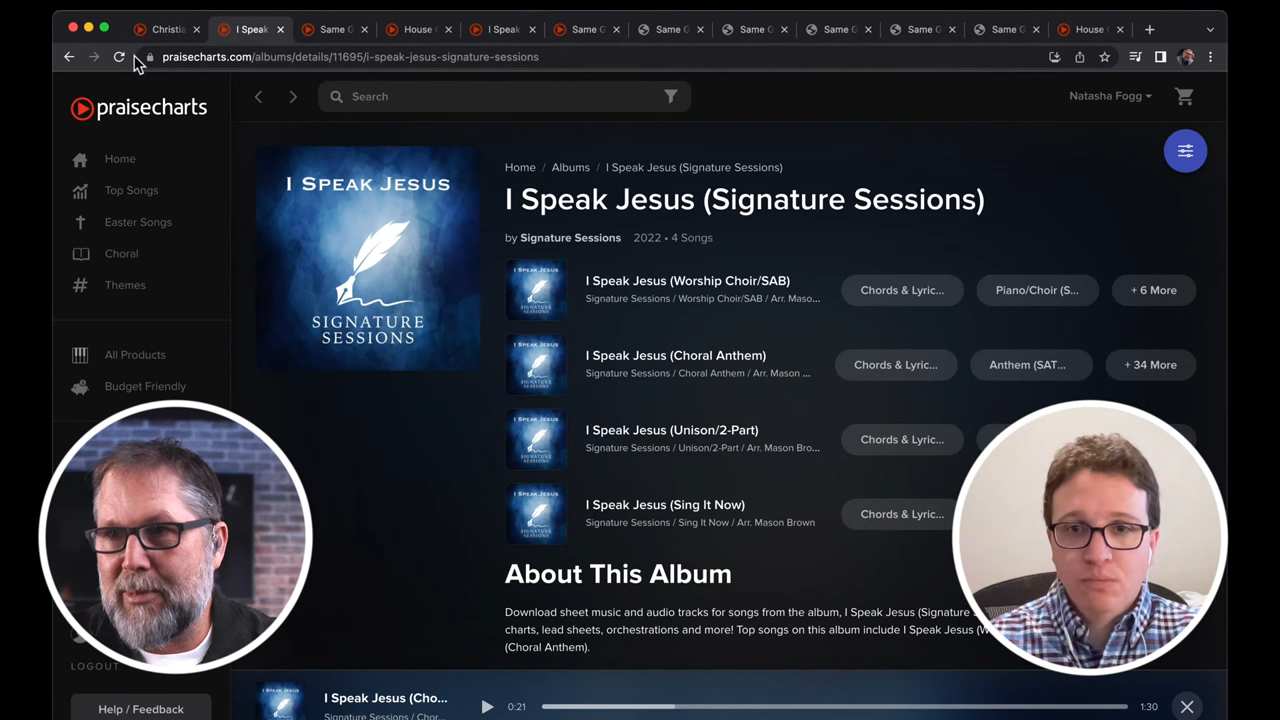 Christia
I Speak
Same G
House O
I Speak
Same G
Same G
Same G
Same G
Same G
Same G
House O
praisecharts.com/albums/details/11695/i-speak-jesus-signature-sessions
praisecharts
Search
Natasha Fogg
Home
Top Songs
Easter Songs
Choral
Themes
All Products
Budget Friendly
LOGOUT
Help / Feedback
I SPEAK JESUS
SIGNATURE
SESSIONS
Home / Albums / I Speak Jesus (Signature Sessions)
I Speak Jesus (Signature Sessions)
by Signature Sessions 2022 • 4 Songs
I Speak Jesus (Worship Choir/SAB)
Signature Sessions / Worship Choir/SAB / Arr. Maso...
Chords & Lyric...
Piano/Choir (S...
+ 6 More
I Speak Jesus (Choral Anthem)
Signature Sessions / Choral Anthem / Arr. Mason ...
Chords & Lyric...
Anthem (SAT...
+ 34 More
I Speak Jesus (Unison/2-Part)
Signature Sessions / Unison/2-Part / Arr. Mason Bro...
Chords & Lyric...
I Speak Jesus (Sing It Now)
Signature Sessions / Sing It Now / Arr. Mason Brown
Chords & Lyric...
About This Album
Download sheet music and audio tracks for songs from the album, I Speak Jesus (Signature
charts, lead sheets, orchestrations and more! Top songs on this album include I Speak Jesus
(Choral Anthem).
I Speak Jesus (Cho...
Signature Sessions / Chor...
0:21
1:30